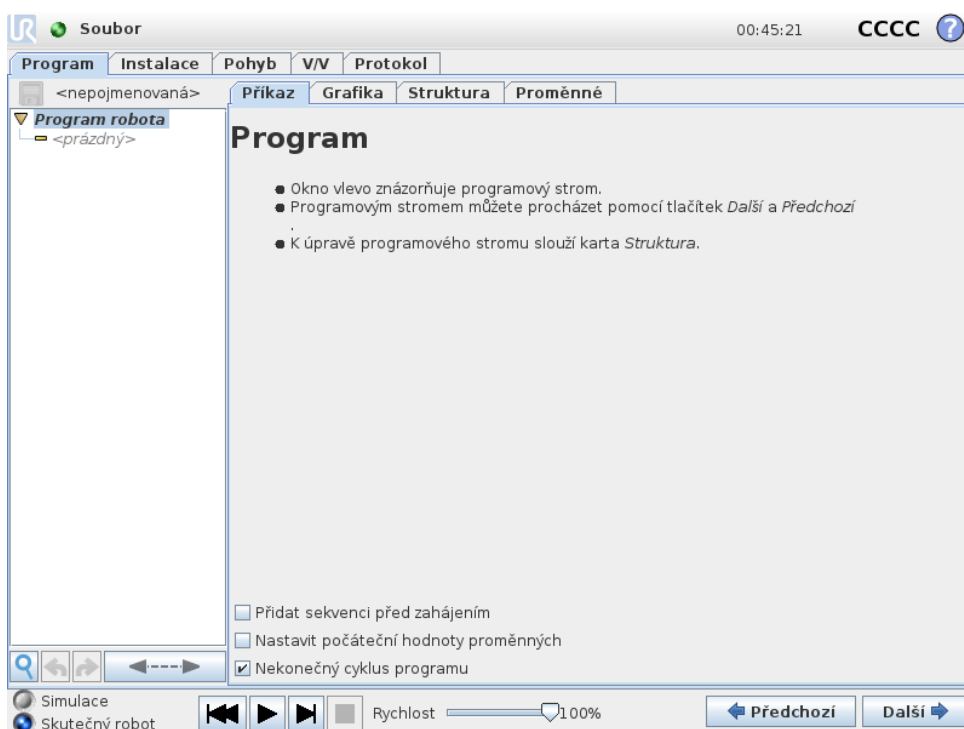 UR Soubor 00:45:21 CCCC ?
Program Instalace Pohyb V/V Protokol
<nepojmenovaná> Příkaz Grafika Struktura Proměnné
Program robota
<prázdný>
Program
Okno vlevo znázorňuje programový strom.
Programovým stromem můžete procházet pomocí tlačítek Další a Předchozí
.
K úpravě programového stromu slouží karta Struktura.
Přidat sekvenci před zahájením
Nastavit počáteční hodnoty proměnných
Nekonečný cyklus programu
Simulace
Skutečný robot
Rychlost 100% Předchozí Další